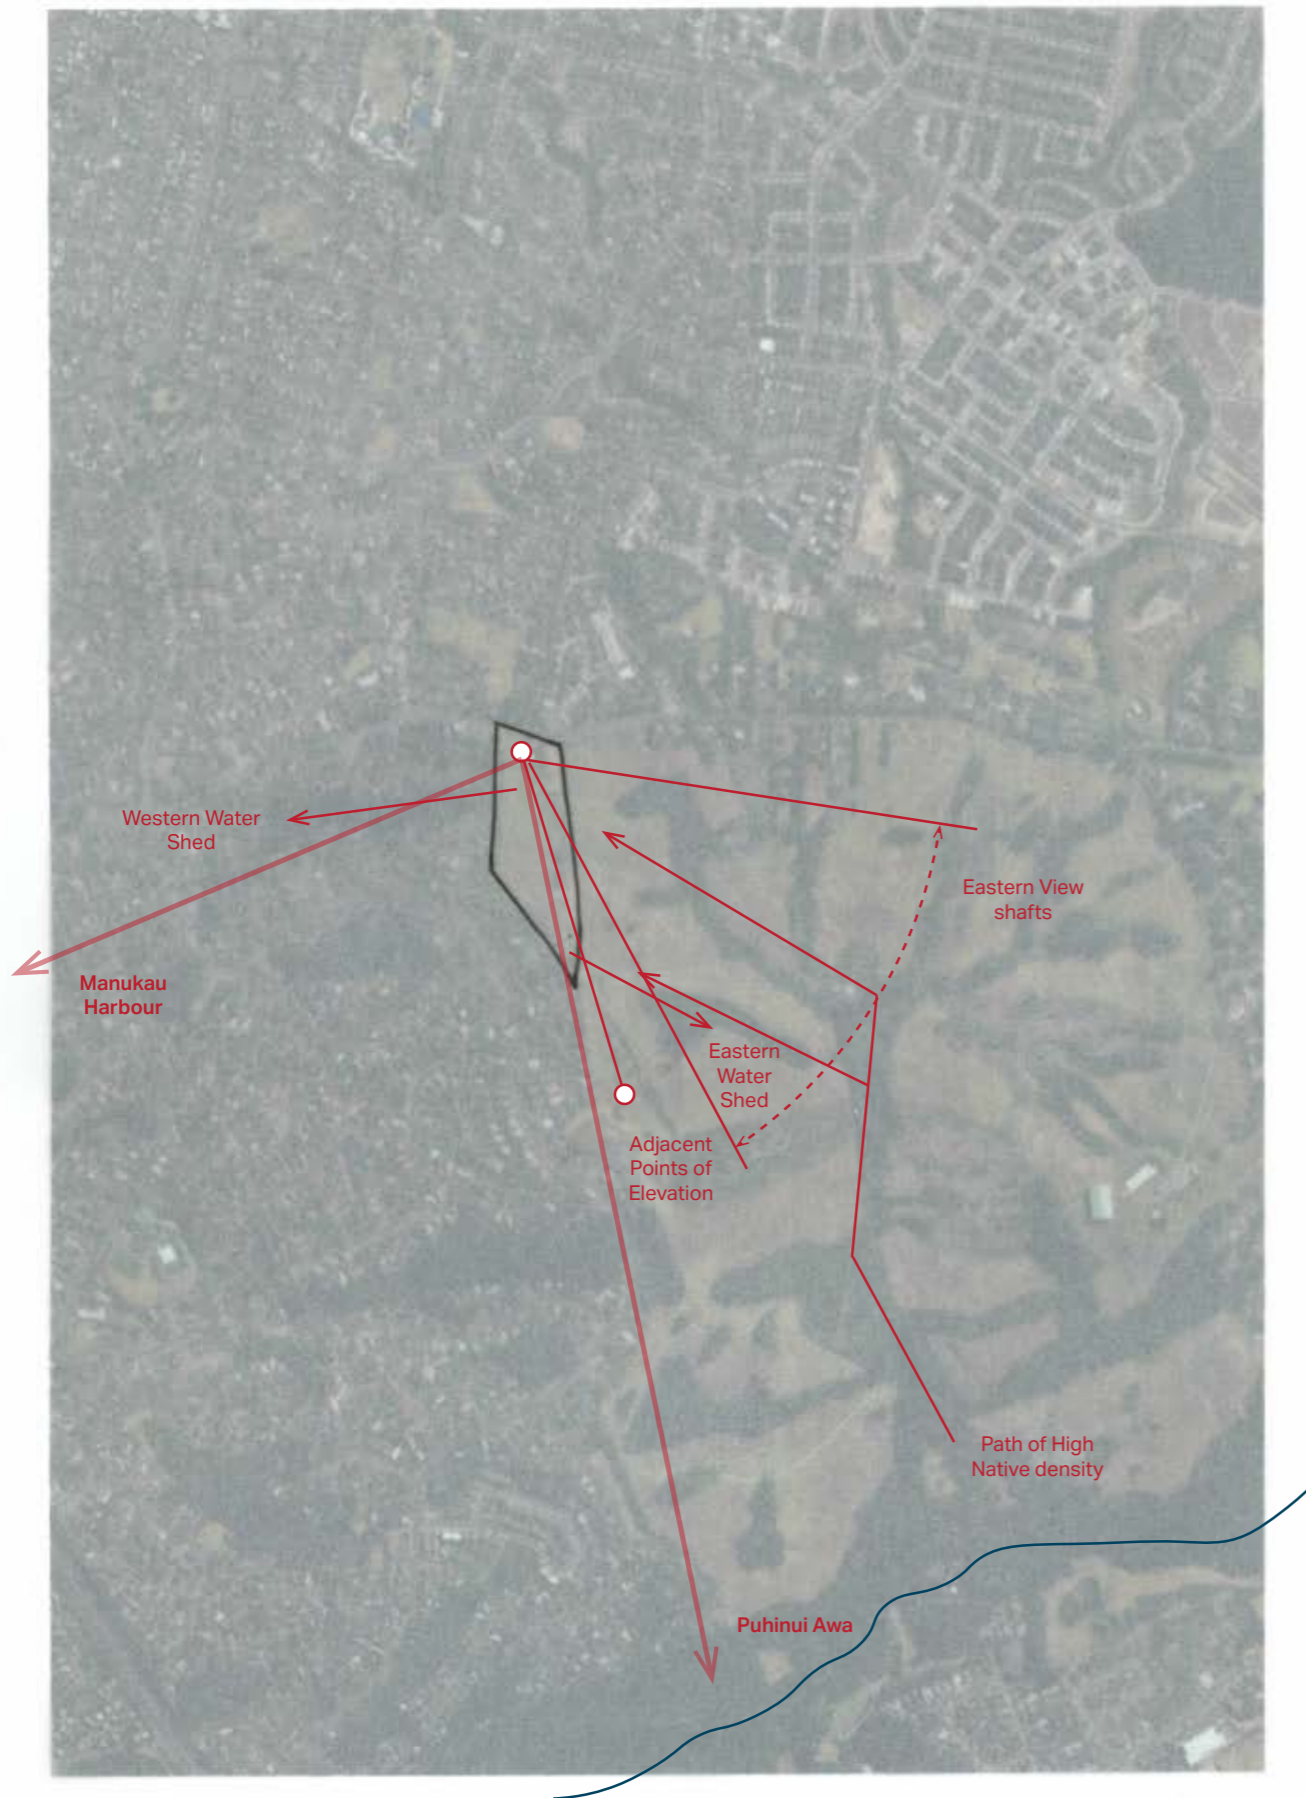 Western Water
Shed
Eastern View
shafts
Manukau
Harbour
Eastern
Water
Shed
Adjacent
Points of
Elevation
Path of High
Native density
Puhinui Awa